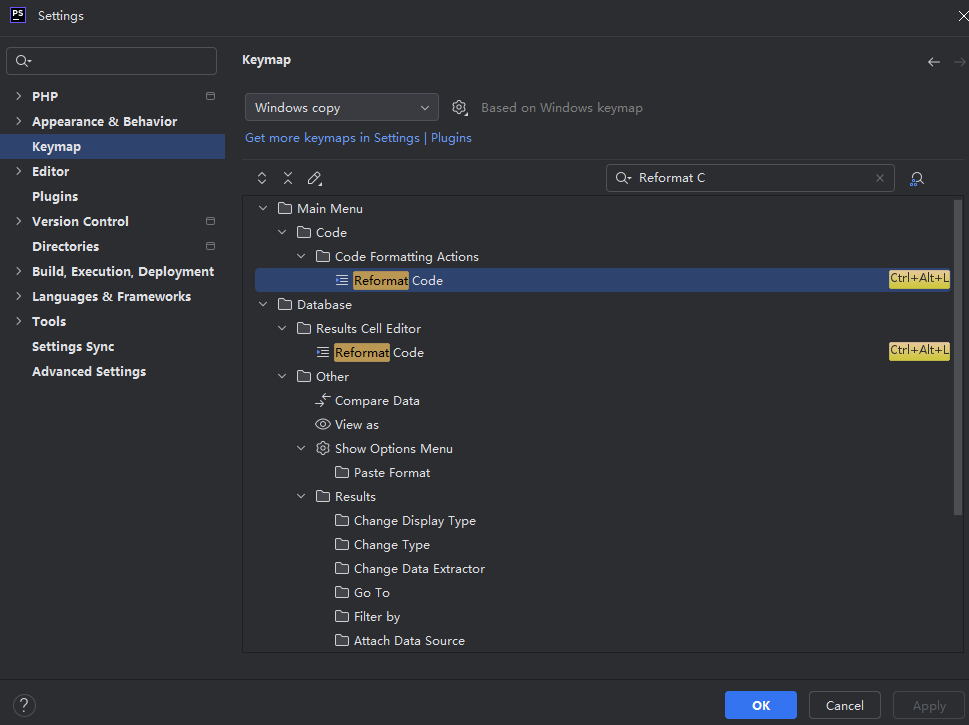 PS Settings
Keymap
PHP
Appearance & Behavior
Keymap
Editor
Plugins
Version Control
Directories
Build, Execution, Deployment
Languages & Frameworks
Tools
Settings Sync
Advanced Settings
Windows copy
Based on Windows keymap
Get more keymaps in Settings | Plugins
Reformat C
Main Menu
Code
Code Formatting Actions
Reformat Code Ctrl+Alt+L
Database
Results Cell Editor
Reformat Code Ctrl+Alt+L
Other
Compare Data
View as
Show Options Menu
Paste Format
Results
Change Display Type
Change Type
Change Data Extractor
Go To
Filter by
Attach Data Source
? OK Cancel Apply